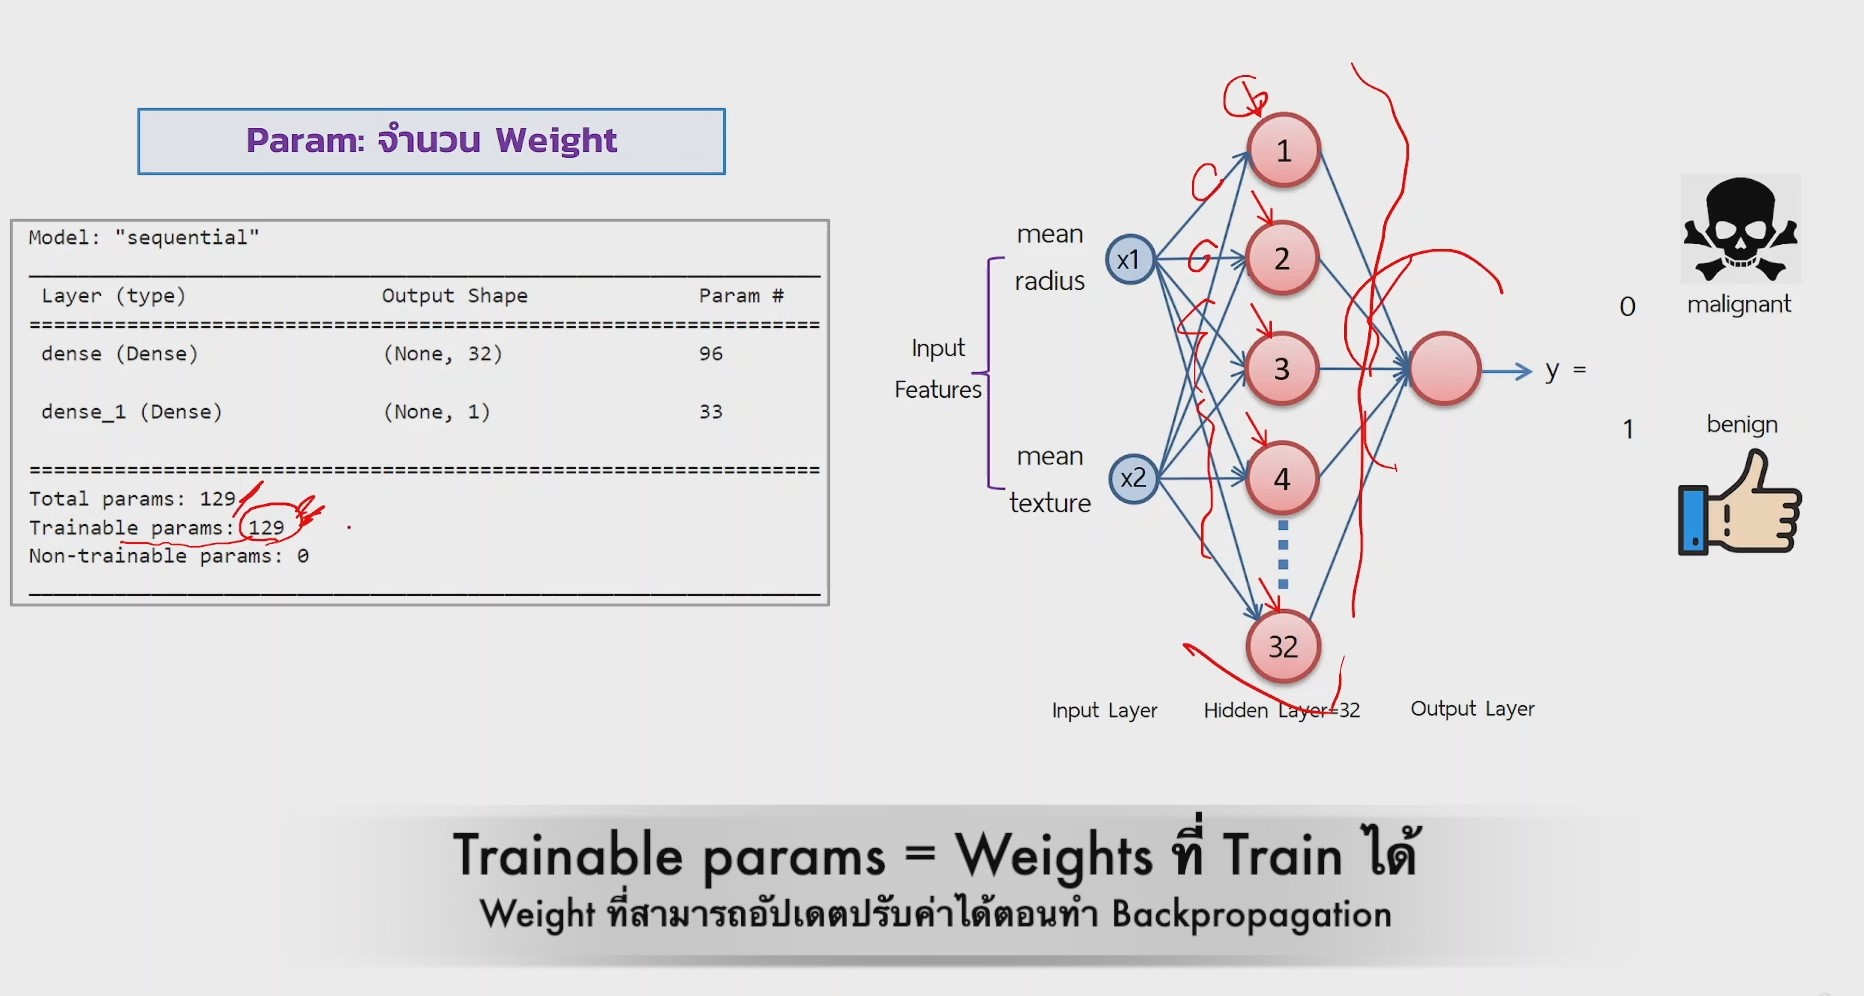 Param: จำนวน Weight
Model: "sequential"
Layer (type) Output Shape Param #
dense (Dense) (None, 32) 96
dense_1 (Dense) (None, 1) 33
Total params: 129
Trainable params: 129
Non-trainable params: 0
Input
Features
mean
radius
mean
texture
x1
x2
b
1
2
3
4
32
y =
0
malignant
1
benign
Input Layer
Hidden Layer=32
Output Layer
Trainable params = Weights ที่ Train ได้
Weight ที่สามารถอัปเดตปรับค่าได้ตอนทำ Backpropagation